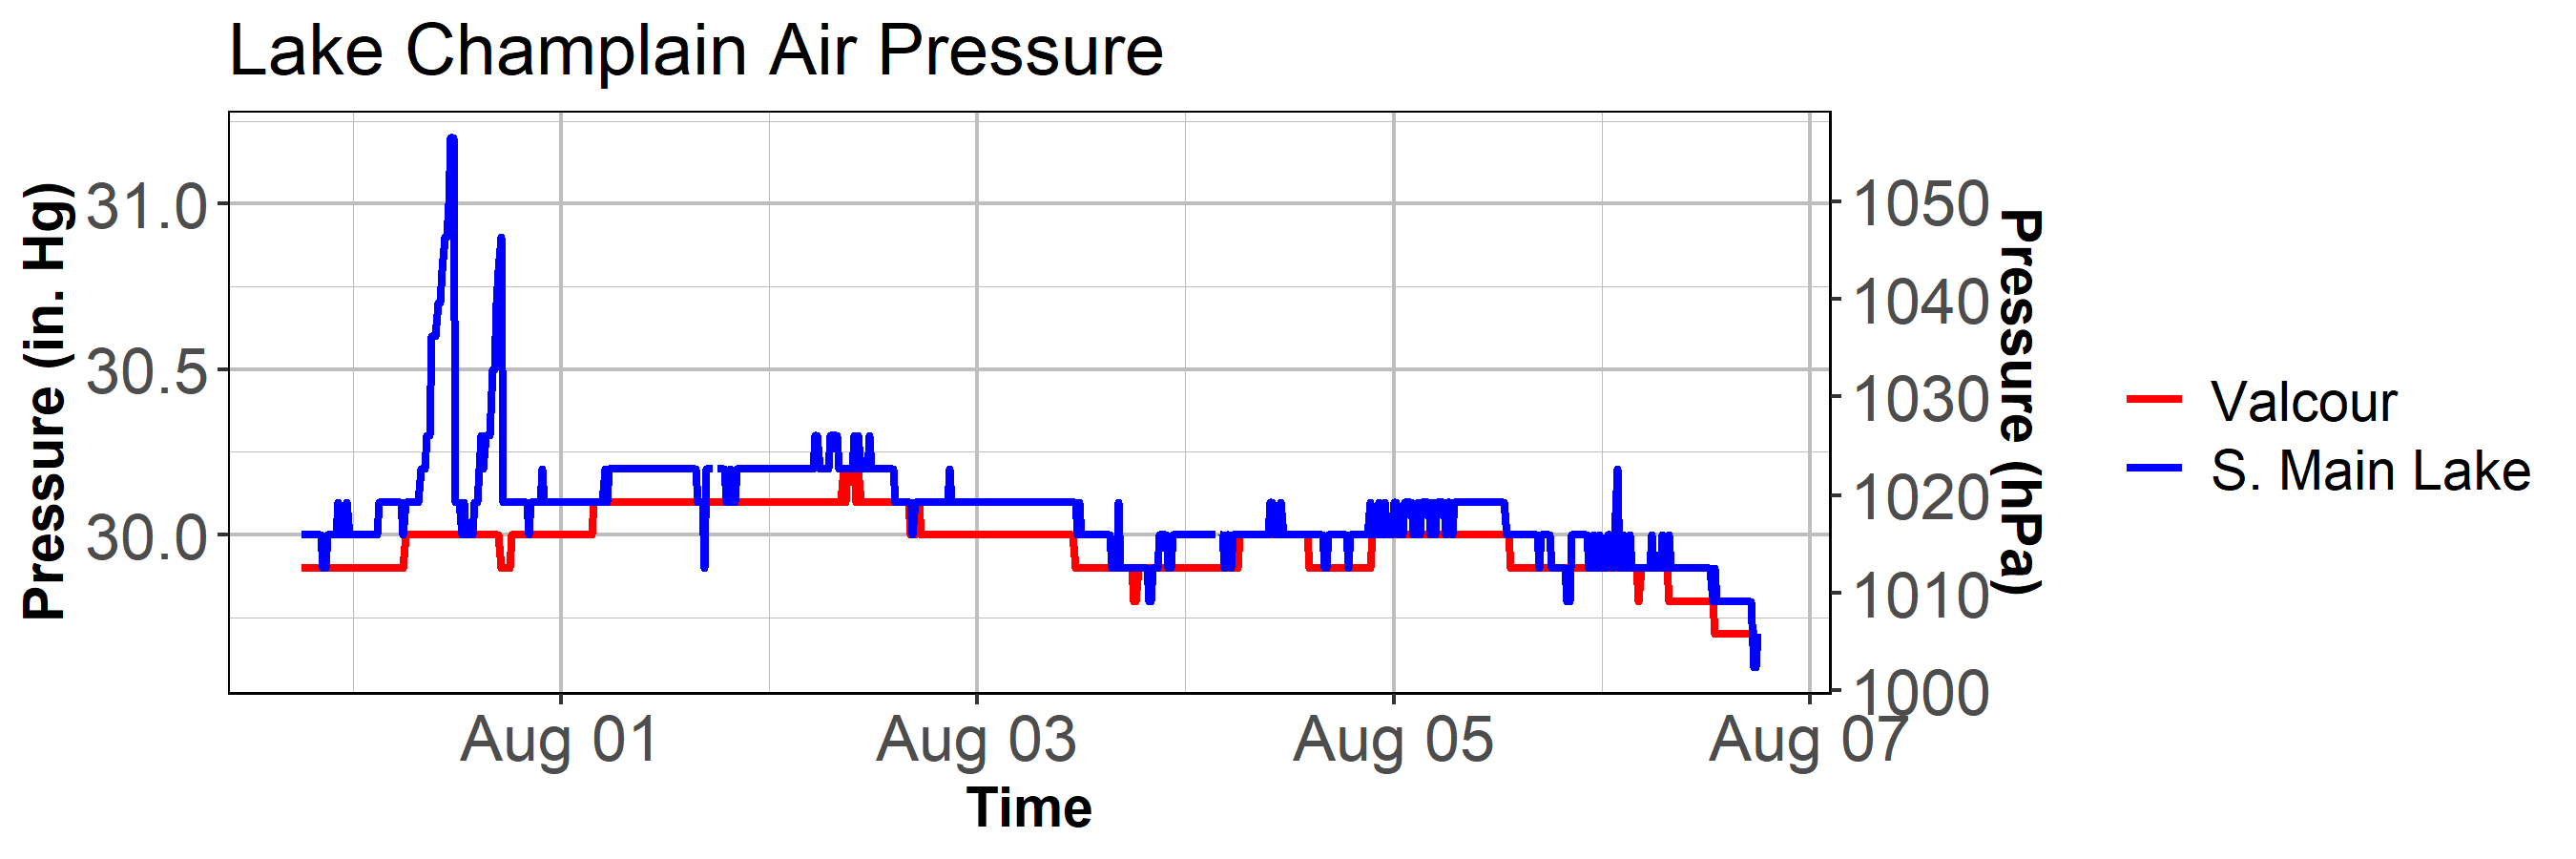 Lake Champlain Air Pressure
Pressure (in. Hg)
31.0
30.5
30.0
1050
1040
1030
1020
1010
1000
Pressure (hPa)
Valcour
S. Main Lake
Aug 01
Aug 03
Aug 05
Aug 07
Time